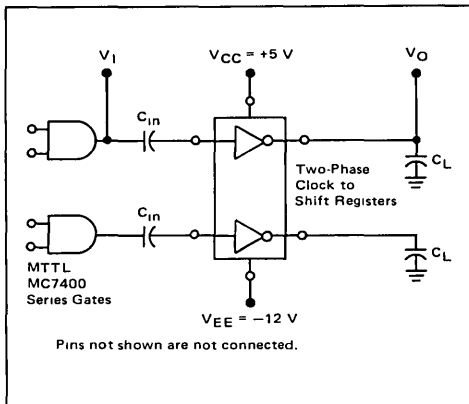 V_I
V_CC = +5 V
V_O
C_in
C_L
Two-Phase
Clock to
Shift Registers
C_in
C_L
MTTL
MC7400
Series Gates
V_EE = −12 V
Pins not shown are not connected.